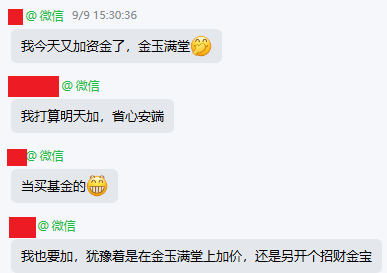 @微信 9/9 15:30:36
我今天又加资金了，金玉满堂
@微信
我打算明天加，省心安端
@微信
当买基金的
@微信
我也要加，犹豫着是在金玉满堂上加价，还是另开个招财金宝